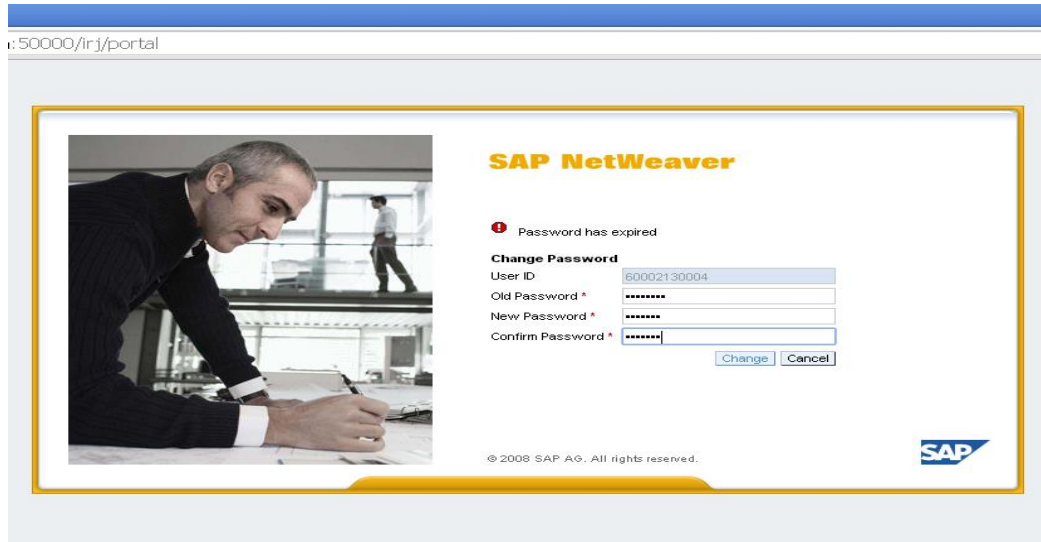 :50000/irj/portal
SAP NetWeaver
Password has expired
Change Password
User ID 60002130004
Old Password * ••••••••
New Password * •••••••
Confirm Password * •••••••
Change Cancel
© 2008 SAP AG. All rights reserved.
SAP